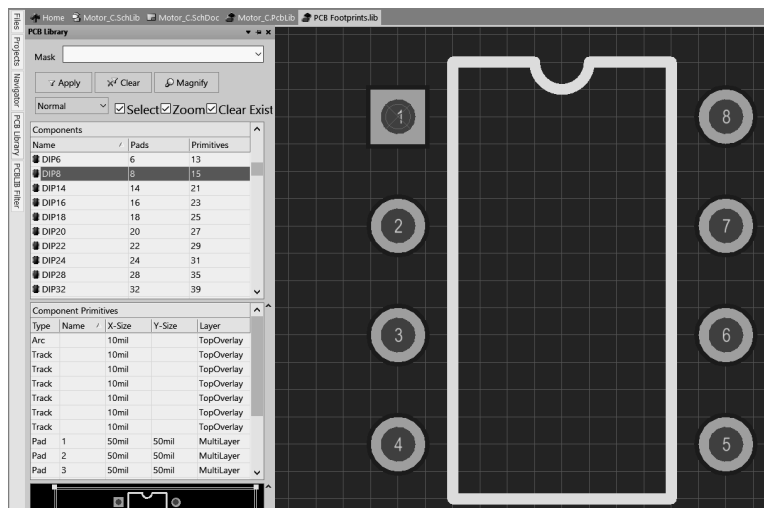 Home Motor_C.SchLib Motor_C.SchDoc Motor_C.PcbLib PCB Footprints.lib
Files
Projects
Navigator
PCB Library
PCBLIB Filter
PCB Library
Mask
Apply Clear Magnify
Normal Select Zoom Clear Exist
Components
Name Pads Primitives
DIP6 6 13
DIP8 8 15
DIP14 14 21
DIP16 16 23
DIP18 18 25
DIP20 20 27
DIP22 22 29
DIP24 24 31
DIP28 28 35
DIP32 32 39
Component Primitives
Type Name X-Size Y-Size Layer
Arc 10mil TopOverlay
Track 10mil TopOverlay
Track 10mil TopOverlay
Track 10mil TopOverlay
Track 10mil TopOverlay
Track 10mil TopOverlay
Track 10mil TopOverlay
Pad 1 50mil 50mil MultiLayer
Pad 2 50mil 50mil MultiLayer
Pad 3 50mil 50mil MultiLayer
1 8
2 7
3 6
4 5